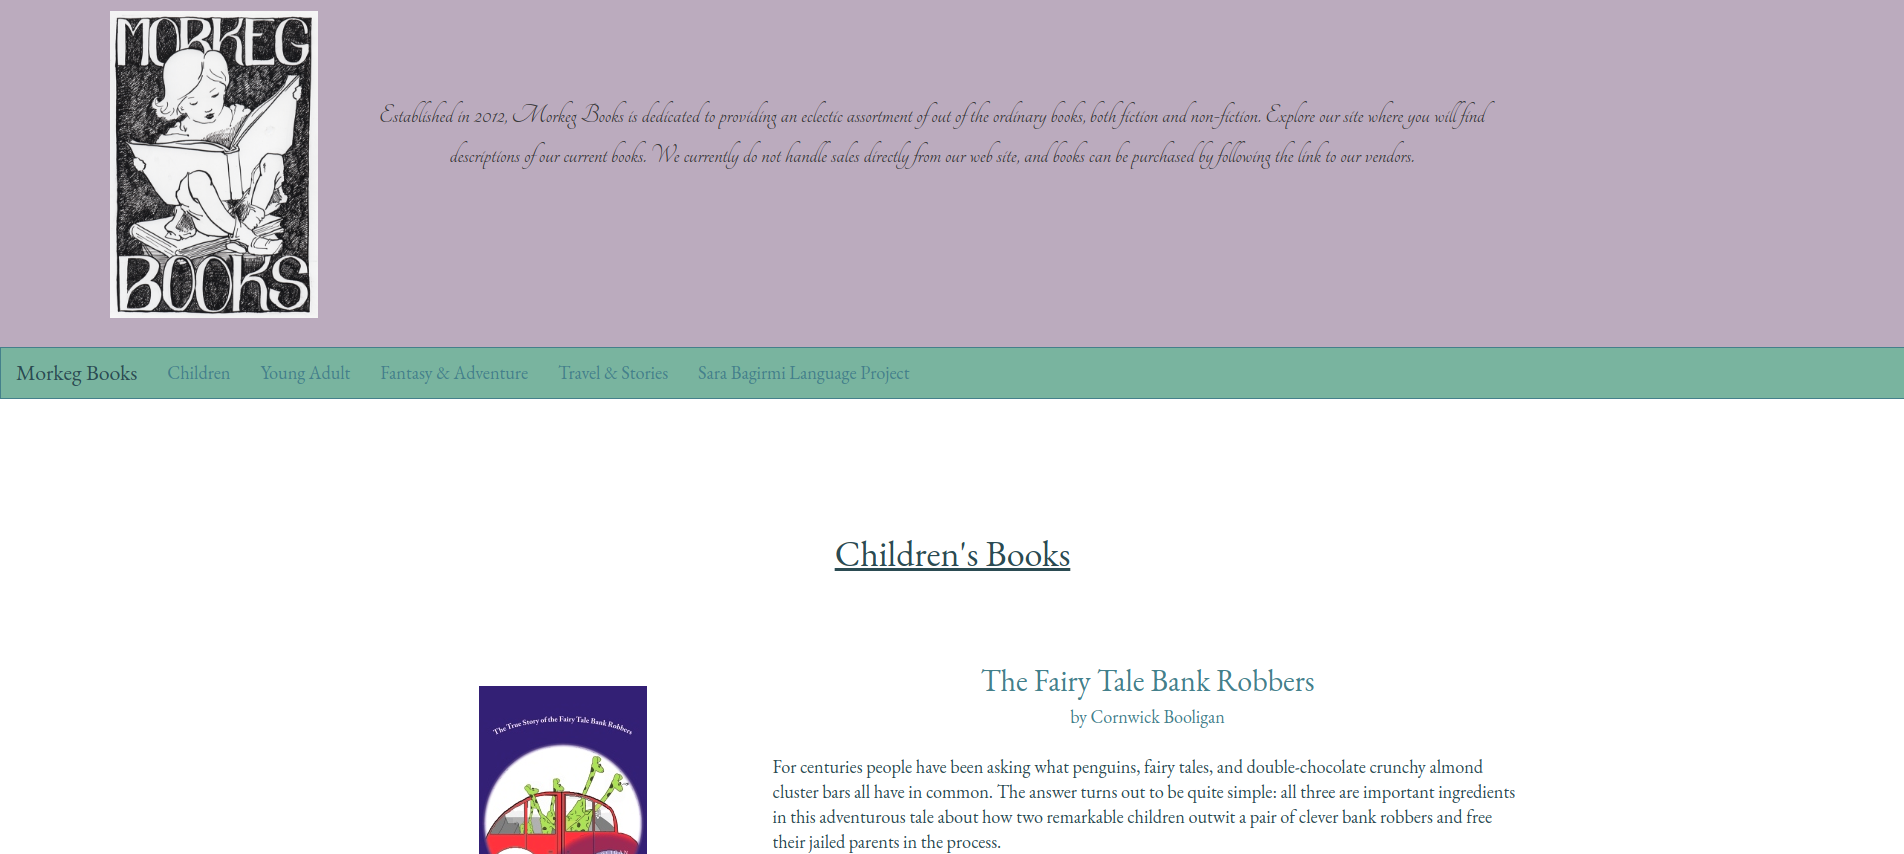 MORKEG
BOOKS
Established in 2012, Morkeg Books is dedicated to providing an eclectic assortment of out of the ordinary books, both fiction and non-fiction. Explore our site where you will find
descriptions of our current books. We currently do not handle sales directly from our web site, and books can be purchased by following the link to our vendors.
Morkeg Books Children Young Adult Fantasy & Adventure Travel & Stories Sara Bagirmi Language Project
Children's Books
The True Story of the Fairy Tale Bank Robbers
The Fairy Tale Bank Robbers
by Cornwick Booligan
For centuries people have been asking what penguins, fairy tales, and double-chocolate crunchy almond
cluster bars all have in common. The answer turns out to be quite simple: all three are important ingredients
in this adventurous tale about how two remarkable children outwit a pair of clever bank robbers and free
their jailed parents in the process.